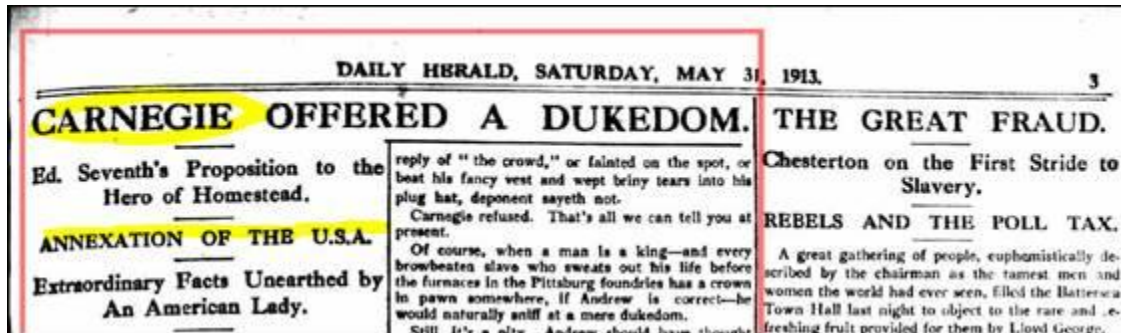 DAILY HERALD, SATURDAY, MAY 31, 1913.
3
CARNEGIE OFFERED A DUKEDOM.
Ed. Seventh's Proposition to the
Hero of Homestead.
ANNEXATION OF THE U.S.A.
Extraordinary Facts Unearthed by
An American Lady.
reply of "the crowd," or fainted on the spot, or
beat his fancy vest and wept briny tears into his
plug hat, deponent sayeth not.
Carnegie refused. That's all we can tell you at
present.
Of course, when a man is a king—and every
browbeaten slave who sweats out his life before
the furnaces in the Pittsburg foundries has a crown
in pawn somewhere, if Andrew is correct—he
would naturally sniff at a mere dukedom.
Still, it's a pity. Andrew should have thought
THE GREAT FRAUD.
Chesterton on the First Stride to
Slavery.
REBELS AND THE POLL TAX.
A great gathering of people, euphemistically de-
scribed by the chairman as the tamest men and
women the world had ever seen, filled the Battersea
Town Hall last night to object to the rare and re-
freshing fruit provided for them by Lloyd George.